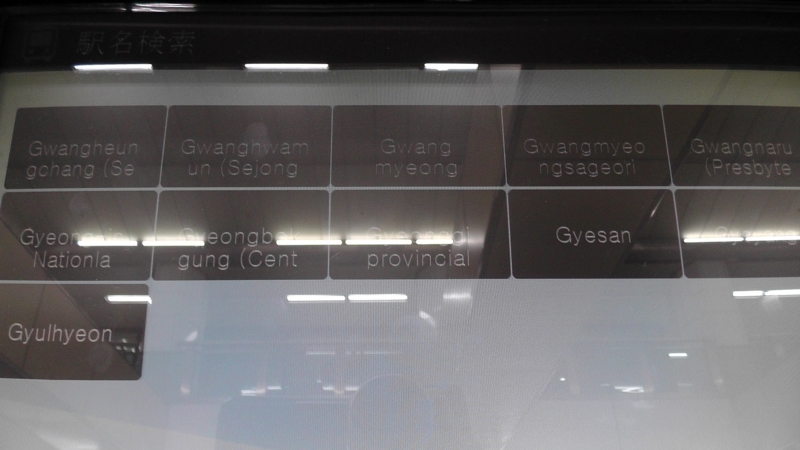 駅名検索
Gwangheun
gchang (Se
Gwanghwam
un (Sejong
Gwang
myeong
Gwangmyeo
ngsageori
Gwangnaru
(Presbyte
Nationla
gung (Cent
provincial
Gyesan
Gyulhyeon